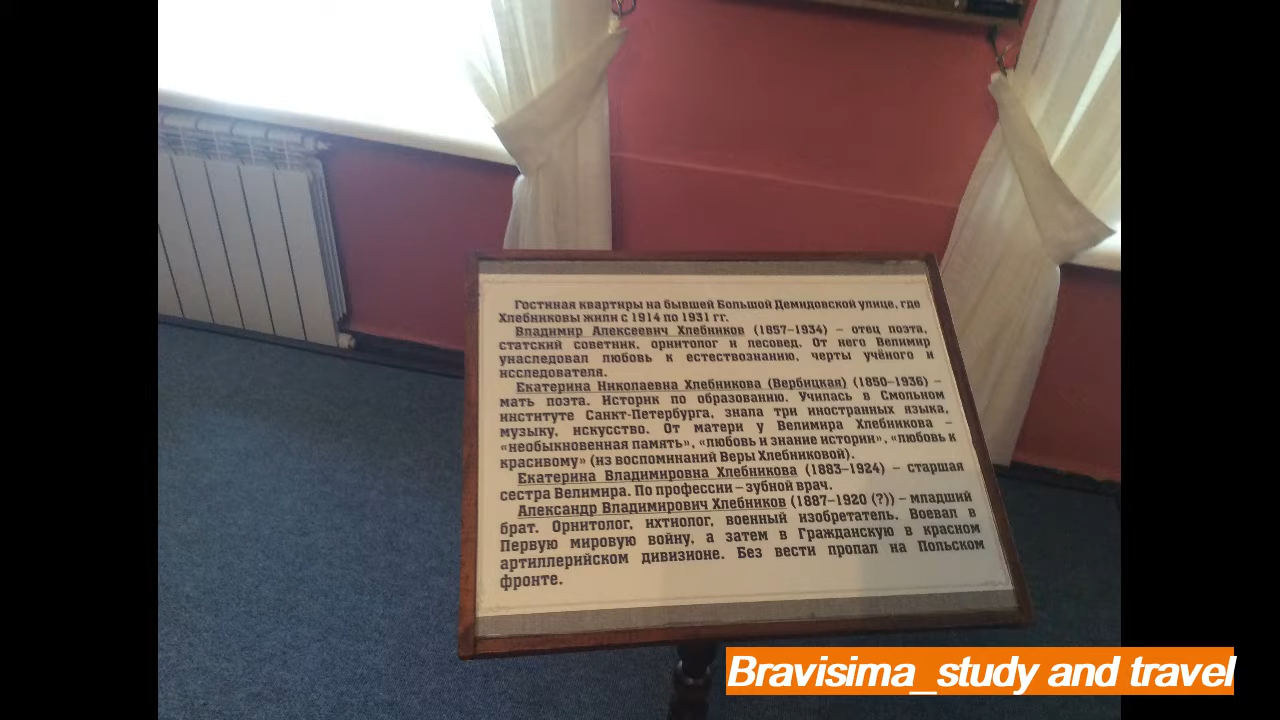 Гостиная квартиры на бывшей Большой Демидовской улице, где
Хлебниковы жили с 1914 по 1931 гг.
Владимир Алексеевич Хлебников (1857–1934) – отец поэта,
статский советник, орнитолог и лесовед. От него Велимир
унаследовал любовь к естествознанию, черты учёного и
исследователя.
Екатерина Николаевна Хлебникова (Вербицкая) (1850–1936) –
мать поэта. Историк по образованию. Училась в Смольном
институте Санкт-Петербурга, знала три иностранных языка,
музыку, искусство. От матери у Велимира Хлебникова –
«необыкновенная память», «любовь и знание истории», «любовь к
красивому» (из воспоминаний Веры Хлебниковой).
Екатерина Владимировна Хлебникова (1883–1924) – старшая
сестра Велимира. По профессии – зубной врач.
Александр Владимирович Хлебников (1887–1920 (?)) – младший
брат. Орнитолог, ихтиолог, военный изобретатель. Воевал в
Первую мировую войну, а затем в Гражданскую в красном
артиллерийском дивизионе. Без вести пропал на Польском
фронте.
Bravisima_study and travel